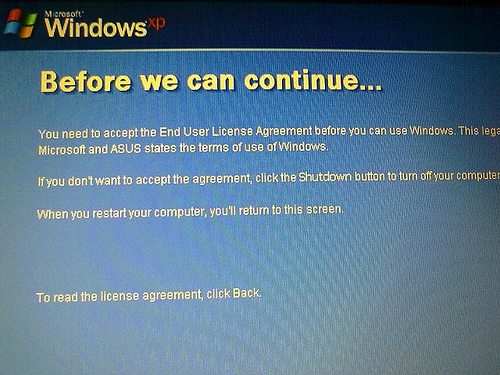 Microsoft®
Windows xp
Before we can continue...
You need to accept the End User License Agreement before you can use Windows. This
Microsoft and ASUS states the terms of use of Windows.
If you don't want to accept the agreement, click the Shutdown button to turn off your computer
When you restart your computer, you'll return to this screen.
To read the license agreement, click Back.